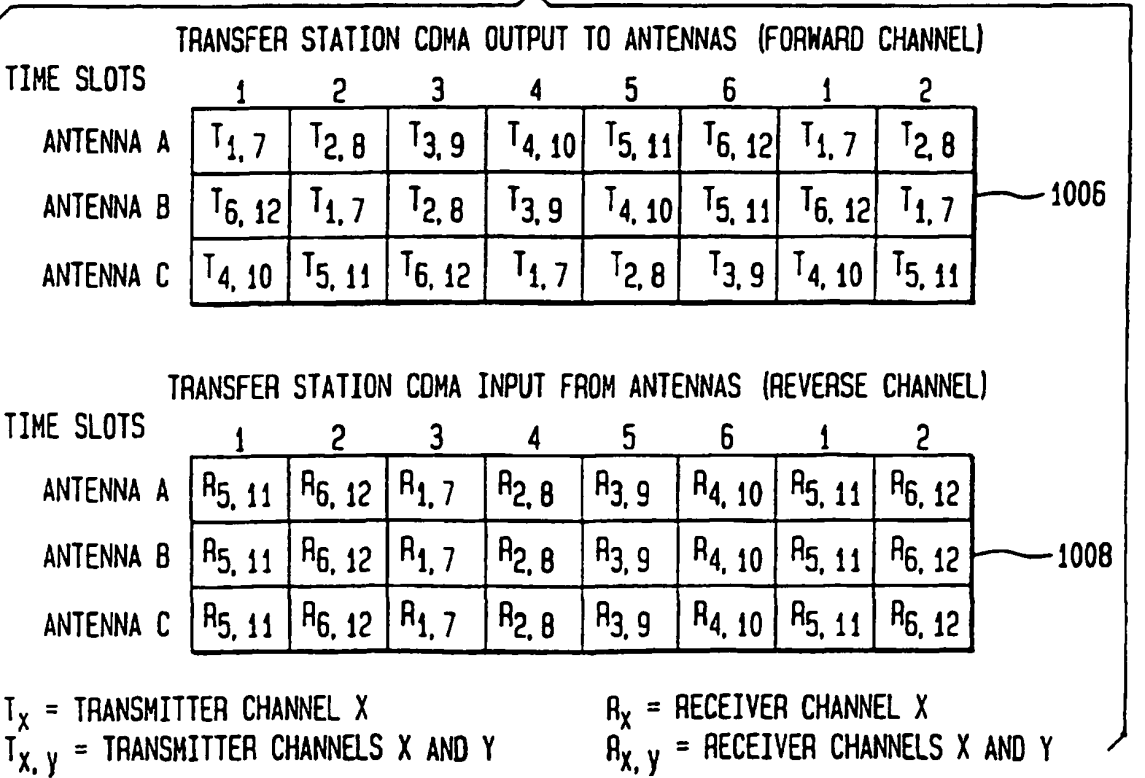 TRANSFER STATION CDMA OUTPUT TO ANTENNAS (FORWARD CHANNEL)
TIME SLOTS 1 2 3 4 5 6 1 2
ANTENNA A T1, 7 T2, 8 T3, 9 T4, 10 T5, 11 T6, 12 T1, 7 T2, 8
ANTENNA B T6, 12 T1, 7 T2, 8 T3, 9 T4, 10 T5, 11 T6, 12 T1, 7 1006
ANTENNA C T4, 10 T5, 11 T6, 12 T1, 7 T2, 8 T3, 9 T4, 10 T5, 11
TRANSFER STATION CDMA INPUT FROM ANTENNAS (REVERSE CHANNEL)
TIME SLOTS 1 2 3 4 5 6 1 2
ANTENNA A R5, 11 R6, 12 R1, 7 R2, 8 R3, 9 R4, 10 R5, 11 R6, 12
ANTENNA B R5, 11 R6, 12 R1, 7 R2, 8 R3, 9 R4, 10 R5, 11 R6, 12 1008
ANTENNA C R5, 11 R6, 12 R1, 7 R2, 8 R3, 9 R4, 10 R5, 11 R6, 12
TX = TRANSMITTER CHANNEL X RX = RECEIVER CHANNEL X
TX, y = TRANSMITTER CHANNELS X AND Y RX, y = RECEIVER CHANNELS X AND Y